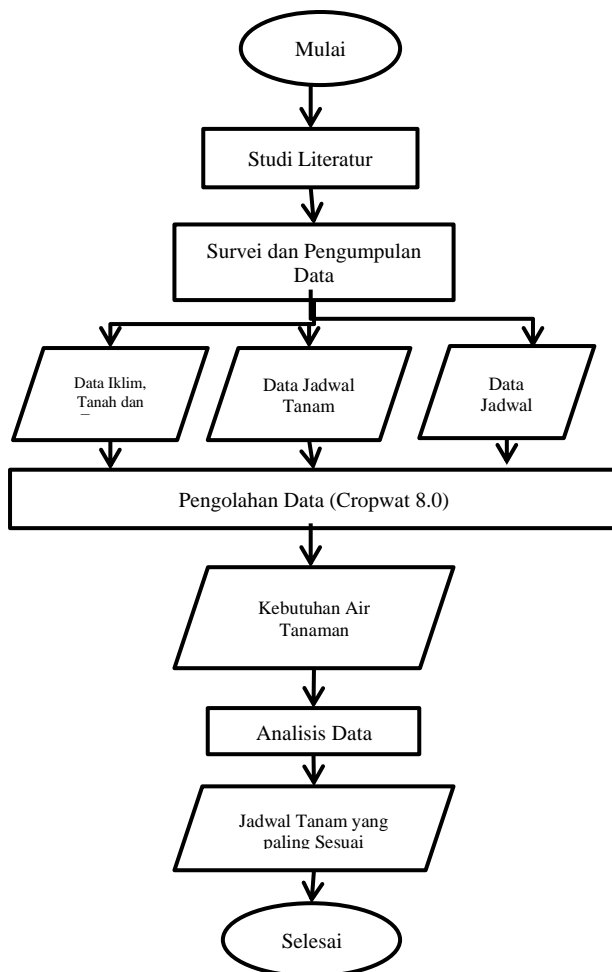 Mulai
Studi Literatur
Survei dan Pengumpulan
Data
Data Iklim,
Tanah dan
Data Jadwal
Tanam
Data
Jadwal
Pengolahan Data (Cropwat 8.0)
Kebutuhan Air
Tanaman
Analisis Data
Jadwal Tanam yang
paling Sesuai
Selesai